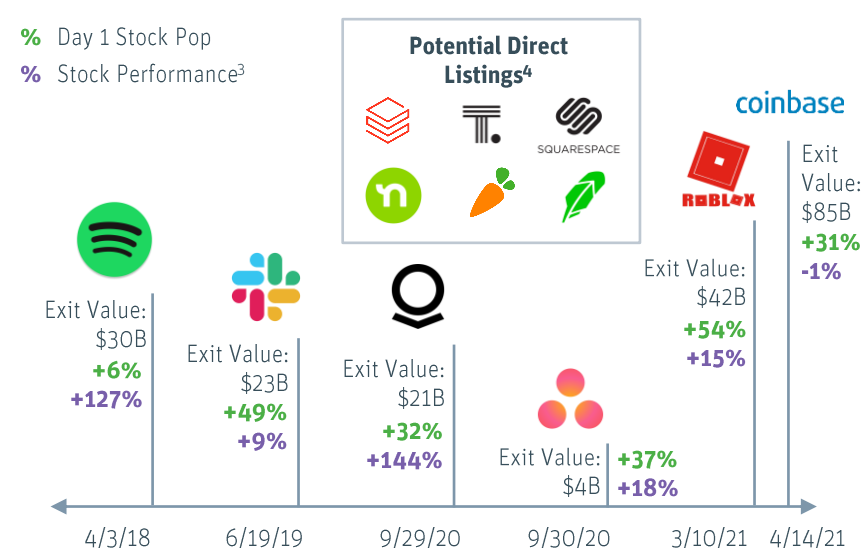 % Day 1 Stock Pop
% Stock Performance³
Potential Direct
Listings⁴
T.
SQUARESPACE
n
coinbase
Exit
Value:
$85B
+31%
-1%
ROBLOX
Exit Value:
$42B
+54%
+15%
Exit Value:
$30B
+6%
+127%
Exit Value:
$23B
+49%
+9%
Exit Value:
$21B
+32%
+144%
Exit Value:
$4B
+37%
+18%
4/3/18
6/19/19
9/29/20
9/30/20
3/10/21
4/14/21